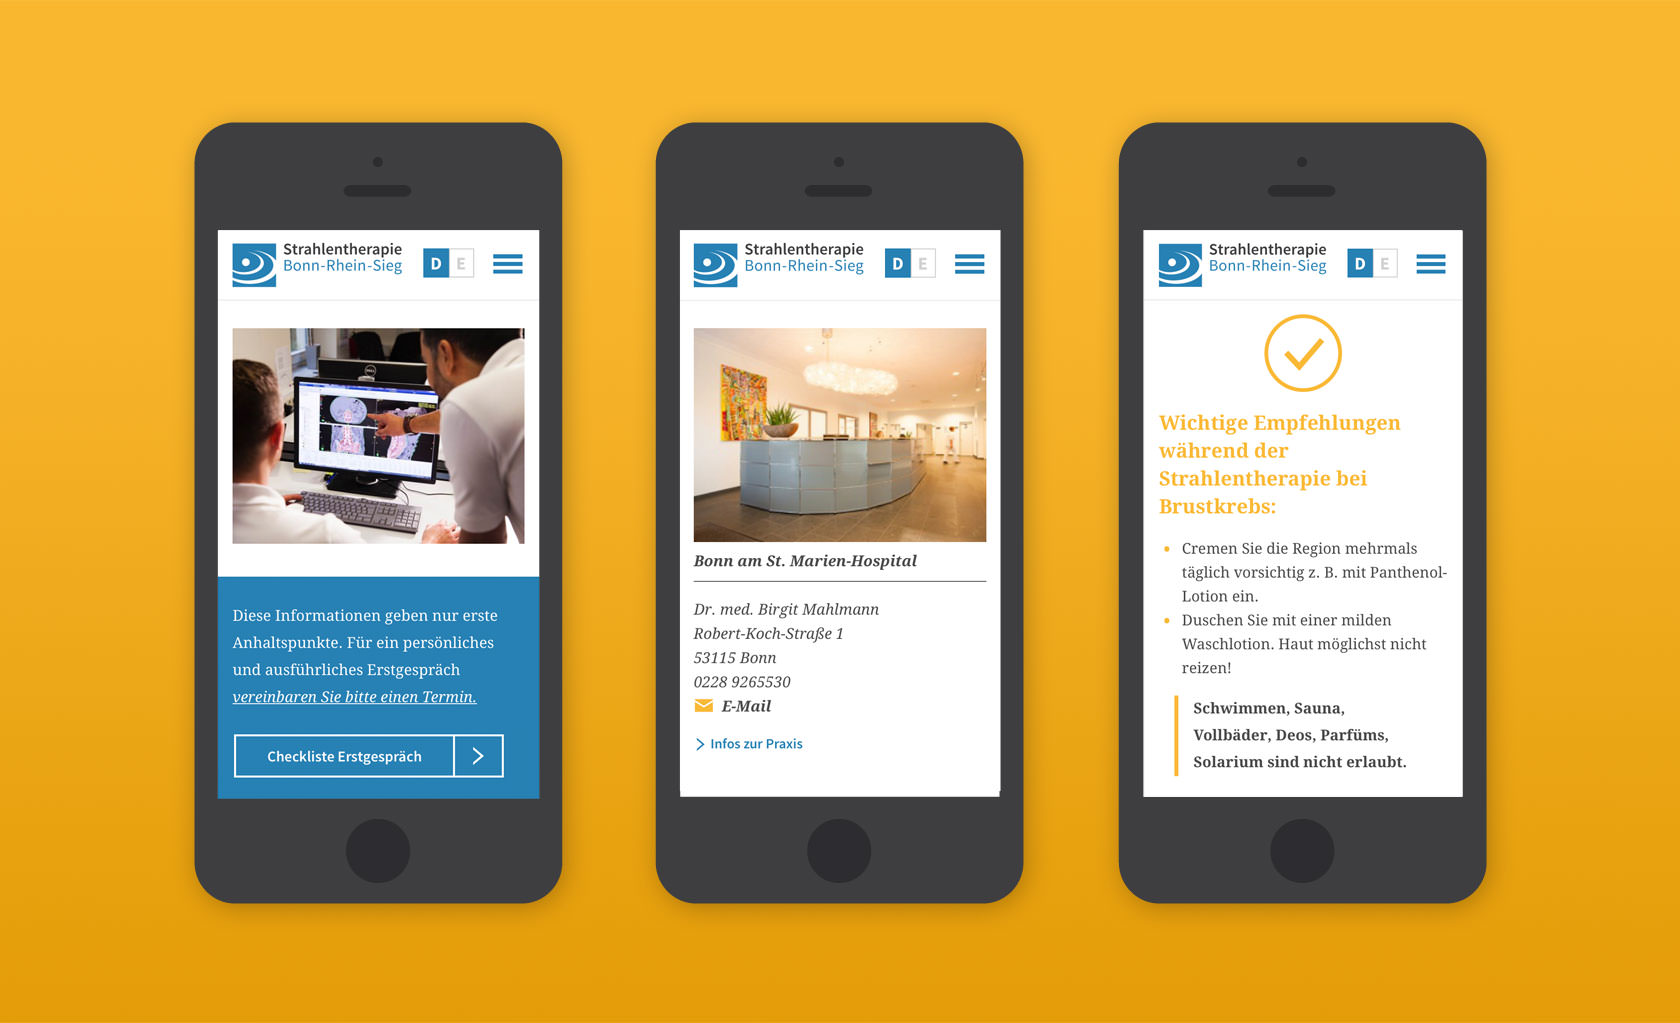 Strahlentherapie
Bonn-Rhein-Sieg
D E
DELL
Diese Informationen geben nur erste
Anhaltspunkte. Für ein persönliches
und ausführliches Erstgespräch
vereinbaren Sie bitte einen Termin.
Checkliste Erstgespräch
Strahlentherapie
Bonn-Rhein-Sieg
D E
Bonn am St. Marien-Hospital
Dr. med. Birgit Mahlmann
Robert-Koch-Straße 1
53115 Bonn
0228 9265530
E-Mail
Infos zur Praxis
Strahlentherapie
Bonn-Rhein-Sieg
D E
Wichtige Empfehlungen
während der
Strahlentherapie bei
Brustkrebs:
Cremen Sie die Region mehrmals
täglich vorsichtig z. B. mit Panthenol-
Lotion ein.
Duschen Sie mit einer milden
Waschlotion. Haut möglichst nicht
reizen!
Schwimmen, Sauna,
Vollbäder, Deos, Parfüms,
Solarium sind nicht erlaubt.